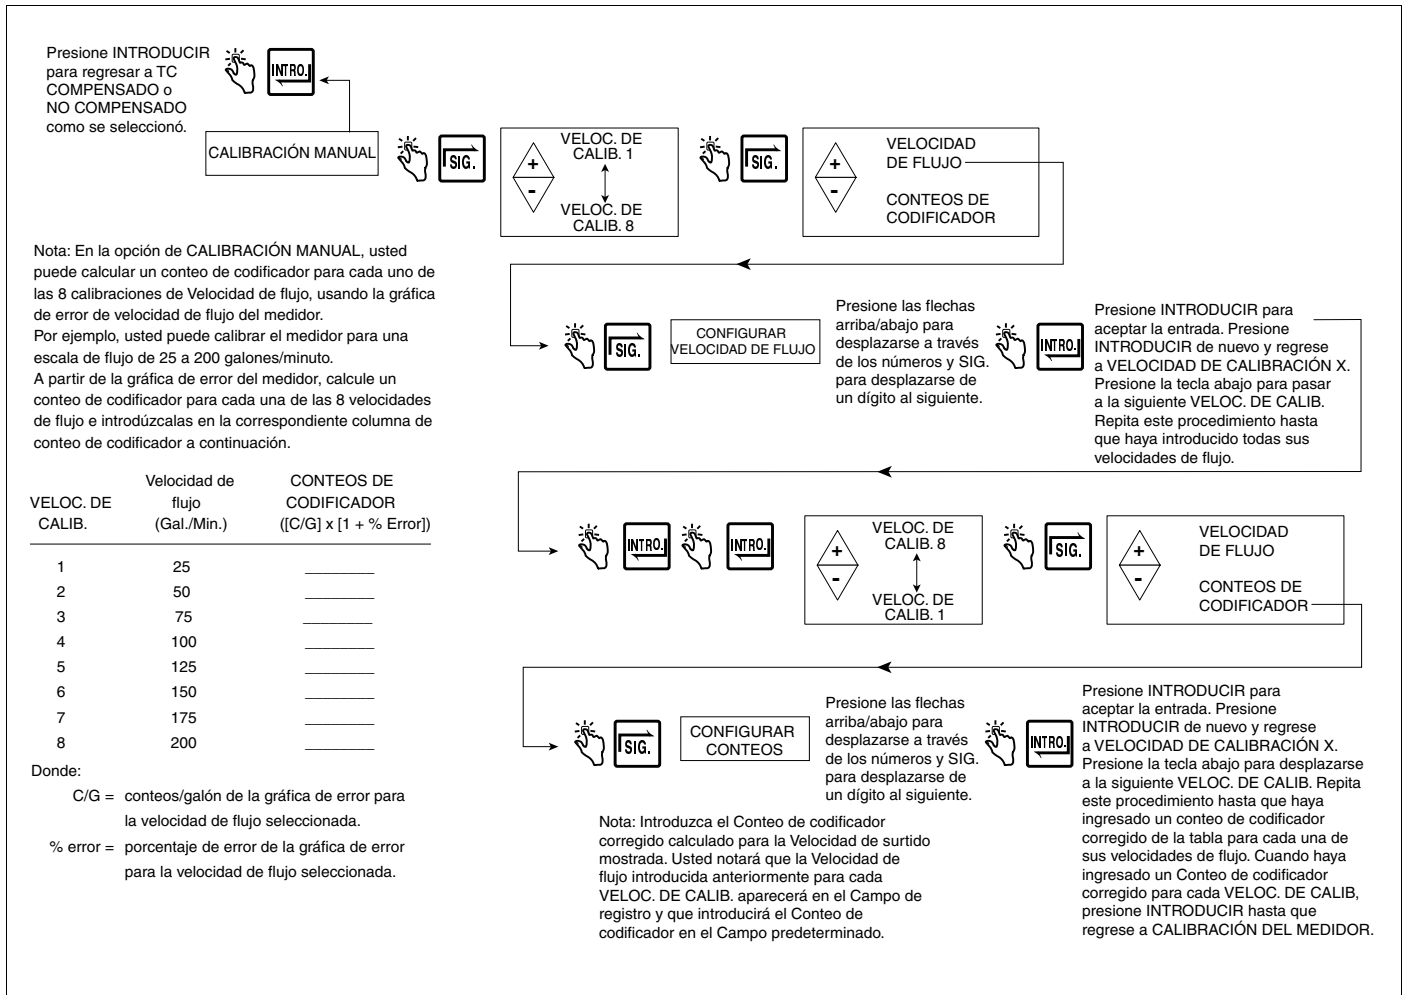 Presione INTRODUCIR
para regresar a TC
COMPENSADO o
NO COMPENSADO
como se seleccionó.
INTRO.
CALIBRACIÓN MANUAL
SIG.
+
-
VELOC. DE
CALIB. 1
VELOC. DE
CALIB. 8
SIG.
+
-
VELOCIDAD
DE FLUJO
CONTEOS DE
CODIFICADOR
Nota: En la opción de CALIBRACIÓN MANUAL, usted
puede calcular un conteo de codificador para cada uno de
las 8 calibraciones de Velocidad de flujo, usando la gráfica
de error de velocidad de flujo del medidor.
Por ejemplo, usted puede calibrar el medidor para una
escala de flujo de 25 a 200 galones/minuto.
A partir de la gráfica de error del medidor, calcule un
conteo de codificador para cada una de las 8 velocidades
de flujo e introdúzcalas en la correspondiente columna de
conteo de codificador a continuación.
SIG.
CONFIGURAR
VELOCIDAD DE FLUJO
Presione las flechas
arriba/abajo para
desplazarse a través
de los números y SIG.
para desplazarse de
un dígito al siguiente.
INTRO.
Presione INTRODUCIR para
aceptar la entrada. Presione
INTRODUCIR de nuevo y regrese
a VELOCIDAD DE CALIBRACIÓN X.
Presione la tecla abajo para pasar
a la siguiente VELOC. DE CALIB.
Repita este procedimiento hasta
que haya introducido todas sus
velocidades de flujo.
VELOC. DE
CALIB.
Velocidad de
flujo
(Gal./Min.)
CONTEOS DE
CODIFICADOR
([C/G] x [1 + % Error])
1 25 ________
2 50 ________
3 75 ________
4 100 ________
5 125 ________
6 150 ________
7 175 ________
8 200 ________
Donde:
C/G = conteos/galón de la gráfica de error para
la velocidad de flujo seleccionada.
% error = porcentaje de error de la gráfica de error
para la velocidad de flujo seleccionada.
INTRO.
INTRO.
+
-
VELOC. DE
CALIB. 8
VELOC. DE
CALIB. 1
SIG.
+
-
VELOCIDAD
DE FLUJO
CONTEOS DE
CODIFICADOR
SIG.
CONFIGURAR
CONTEOS
Presione las flechas
arriba/abajo para
desplazarse a través
de los números y SIG.
para desplazarse de
un dígito al siguiente.
INTRO.
Presione INTRODUCIR para
aceptar la entrada. Presione
INTRODUCIR de nuevo y regrese
a VELOCIDAD DE CALIBRACIÓN X.
Presione la tecla abajo para desplazarse
a la siguiente VELOC. DE CALIB. Repita
este procedimiento hasta que haya
ingresado un conteo de codificador
corregido de la tabla para cada una de
sus velocidades de flujo. Cuando haya
ingresado un Conteo de codificador
corregido para cada VELOC. DE CALIB,
presione INTRODUCIR hasta que
regrese a CALIBRACIÓN DEL MEDIDOR.
Nota: Introduzca el Conteo de codificador
corregido calculado para la Velocidad de surtido
mostrada. Usted notará que la Velocidad de
flujo introducida anteriormente para cada
VELOC. DE CALIB. aparecerá en el Campo de
registro y que introducirá el Conteo de
codificador en el Campo predeterminado.